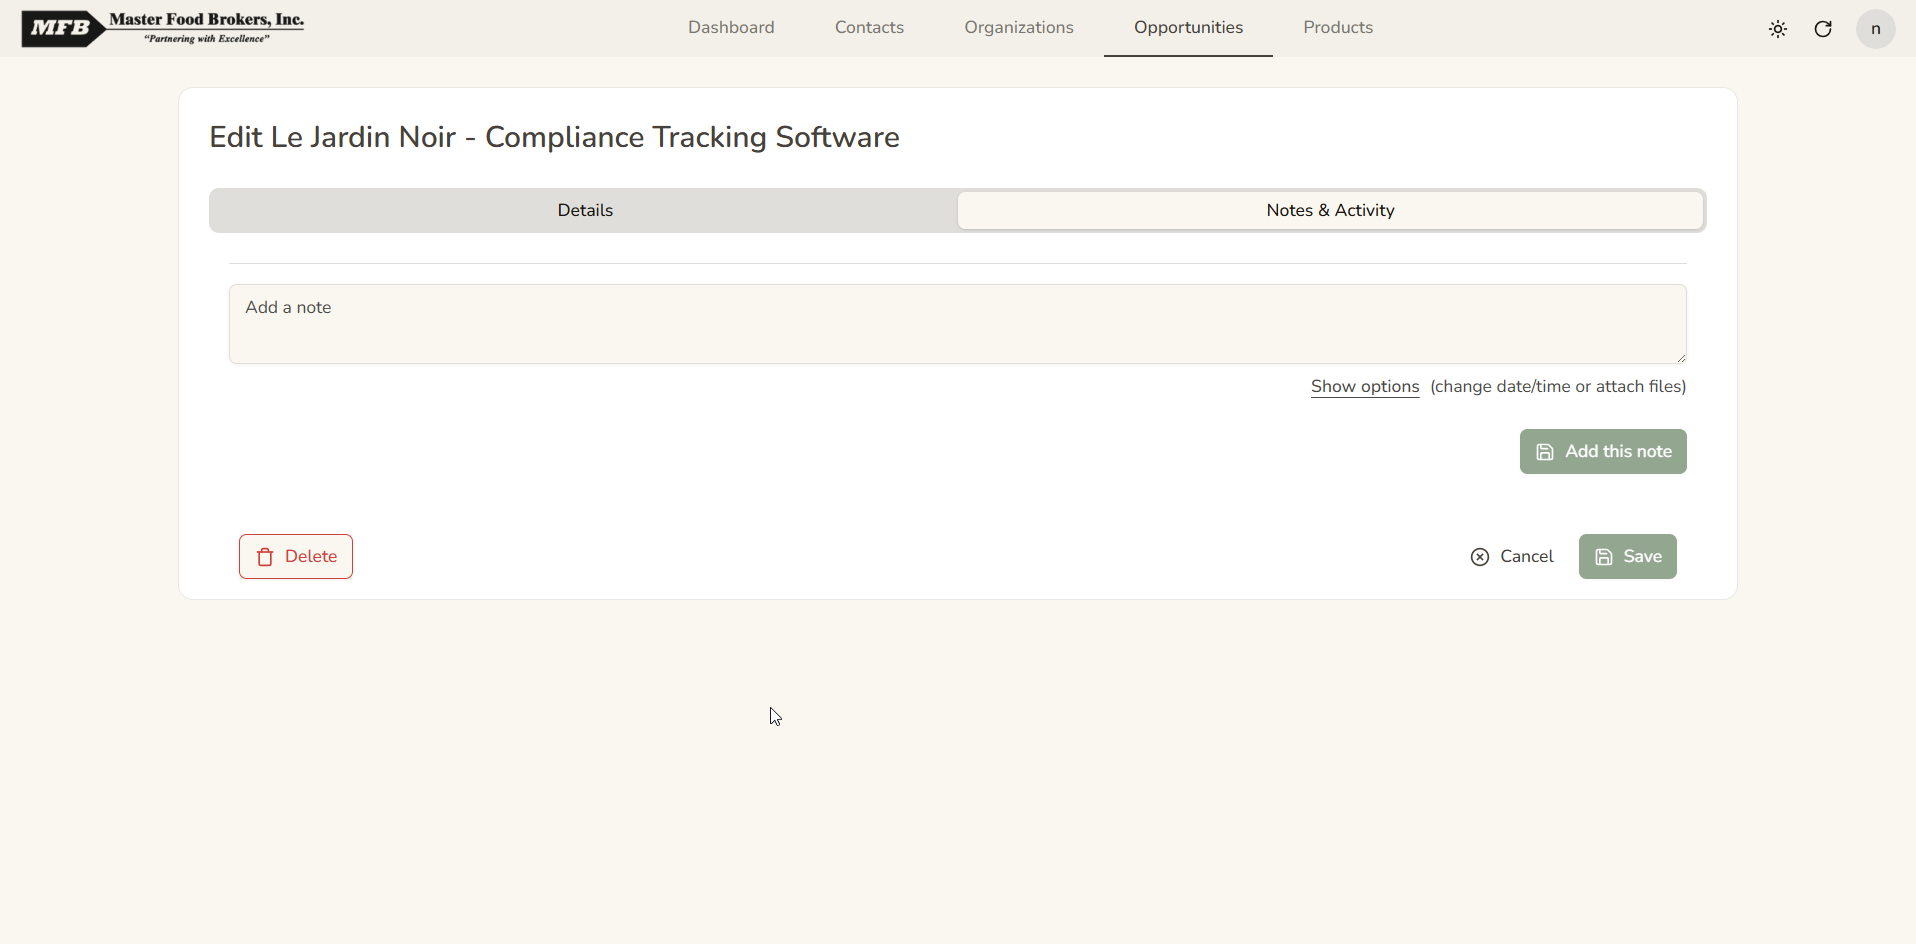 MFB Master Food Brokers, Inc.
“Partnering with Excellence”
Dashboard Contacts Organizations Opportunities Products
n
Edit Le Jardin Noir - Compliance Tracking Software
Details Notes & Activity
Add a note
Show options (change date/time or attach files)
Add this note
Delete Cancel Save